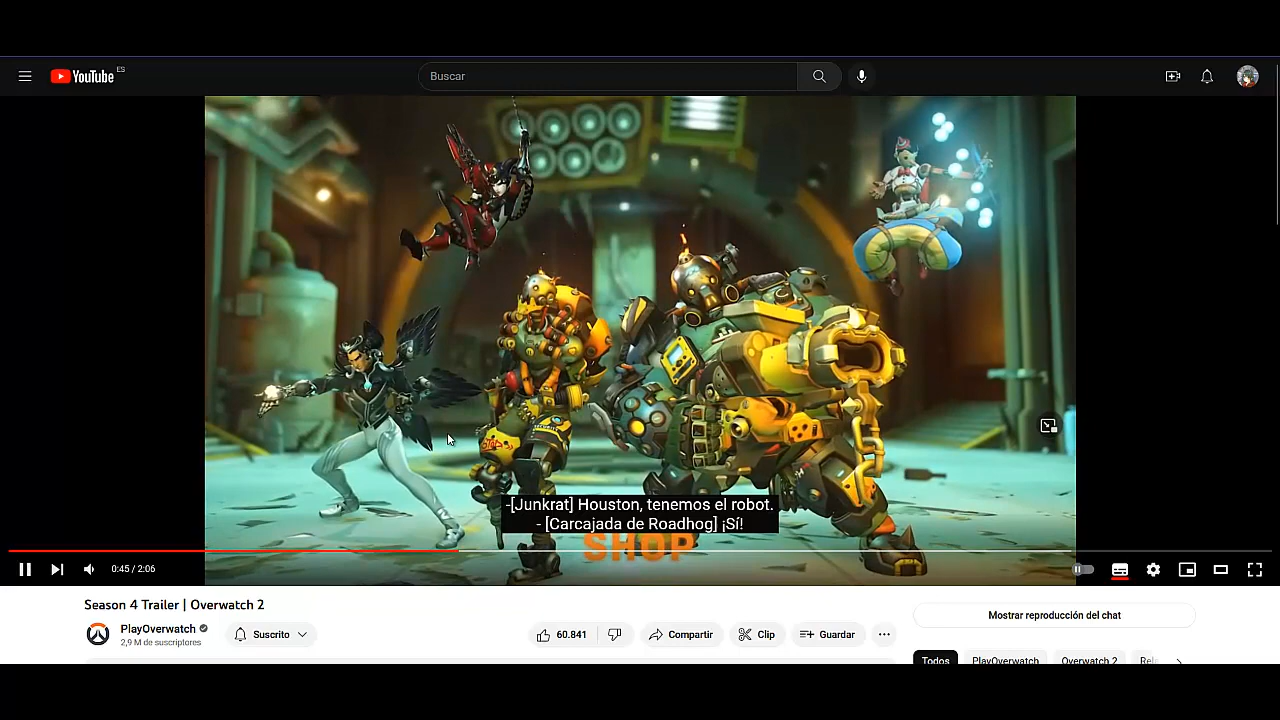 YouTube ES
Buscar
-[Junkrat] Houston, tenemos el robot.
- [Carcajada de Roadhog] ¡Sí!
SHOP
0:45 / 2:06
Season 4 Trailer | Overwatch 2
PlayOverwatch
2,9 M de suscriptores
Suscrito
60.841
Compartir
Clip
Guardar
Mostrar reproducción del chat
Todos
PlayOverwatch
Overwatch 2